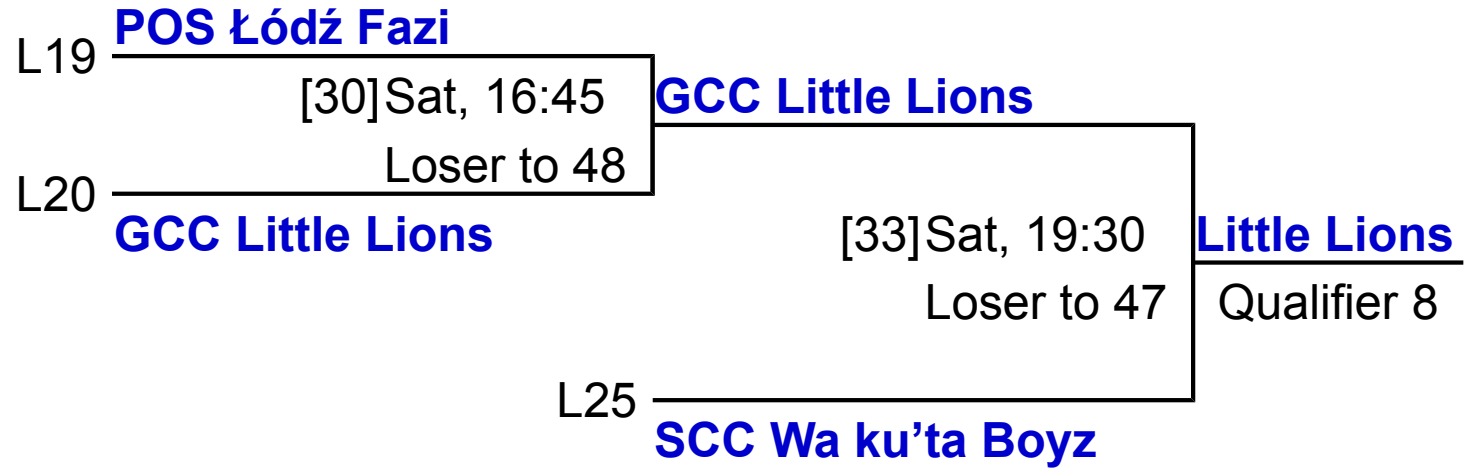 POS Łódź Fazi
L19
[30] Sat, 16:45
GCC Little Lions
Loser to 48
L20
GCC Little Lions
[33] Sat, 19:30
Little Lions
Loser to 47
Qualifier 8
L25
SCC Wa ku’ta Boyz